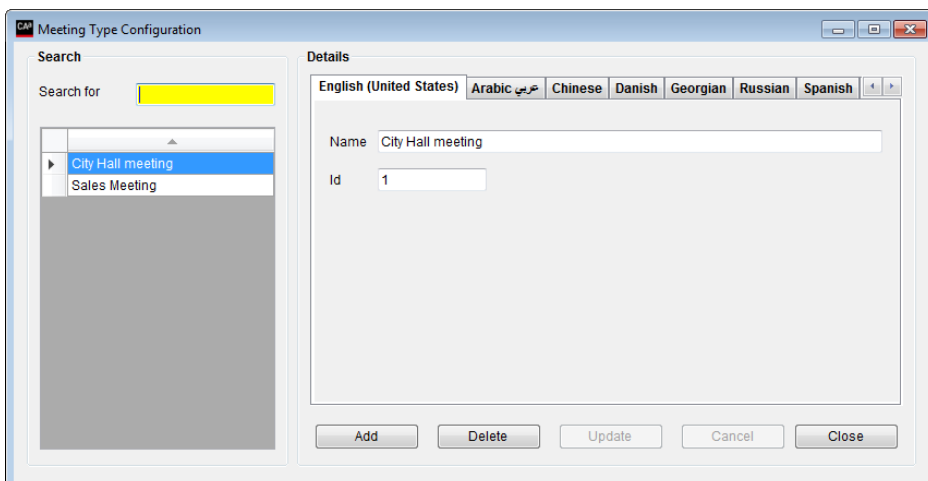 CA³ Meeting Type Configuration
Search
Search for
City Hall meeting
Sales Meeting
Details
English (United States) Arabic عربي Chinese Danish Georgian Russian Spanish
Name City Hall meeting
Id 1
Add Delete Update Cancel Close